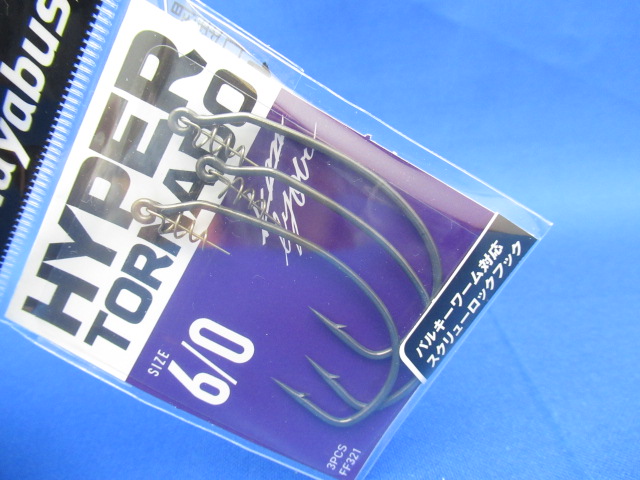 Hayabusa
HYPER
TORNADO
SIZE
6/0
バルキーワーム対応
スクリューロックフック
3PCS
FF321